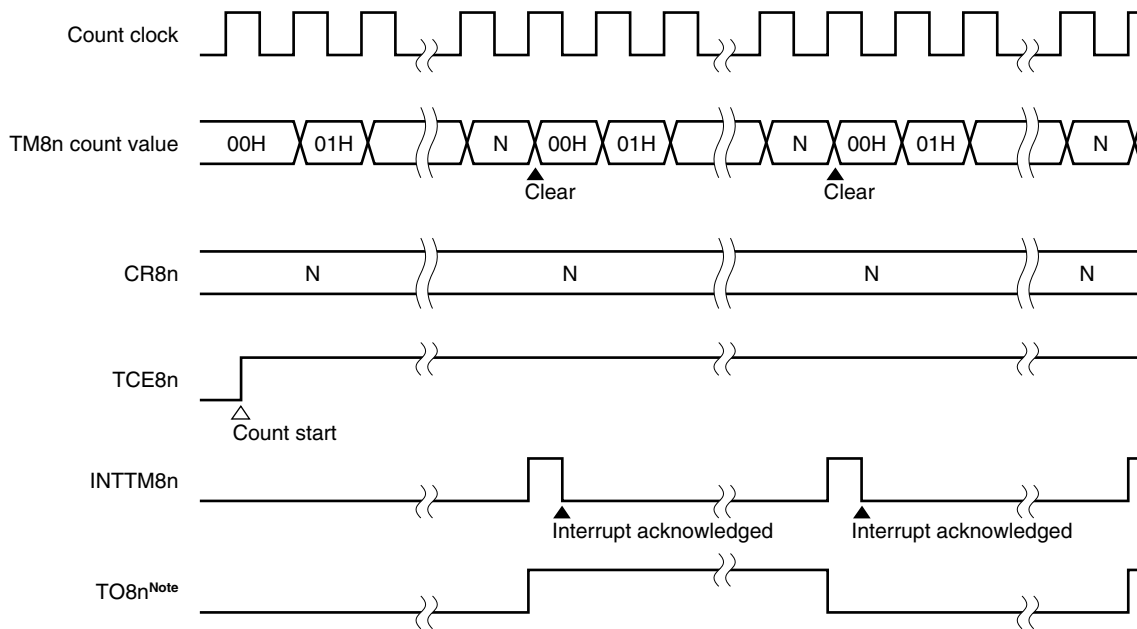 Count clock
TM8n count value 00H 01H N 00H 01H N 00H 01H N
Clear Clear
CR8n N N N N
TCE8n
Count start
INTTM8n
Interrupt acknowledged Interrupt acknowledged
TO8nNote